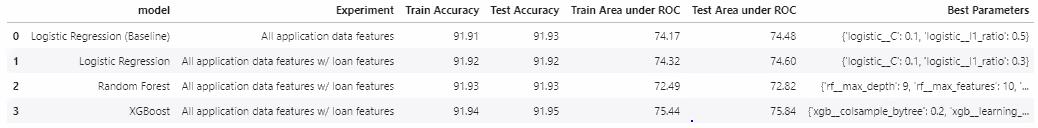 model Experiment Train Accuracy Test Accuracy Train Area under ROC Test Area under ROC Best Parameters
0 Logistic Regression (Baseline) All application data features 91.91 91.93 74.17 74.48 {'logistic__C': 0.1, 'logistic__l1_ratio': 0.5}
1 Logistic Regression All application data features w/ loan features 91.92 91.92 74.32 74.60 {'logistic__C': 0.1, 'logistic__l1_ratio': 0.3}
2 Random Forest All application data features w/ loan features 91.93 91.93 72.49 72.82 {'rf__max_depth': 9, 'rf__max_features': 10, '...
3 XGBoost All application data features w/ loan features 91.94 91.95 75.44 75.84 {'xgb__colsample_bytree': 0.2, 'xgb__learning_...